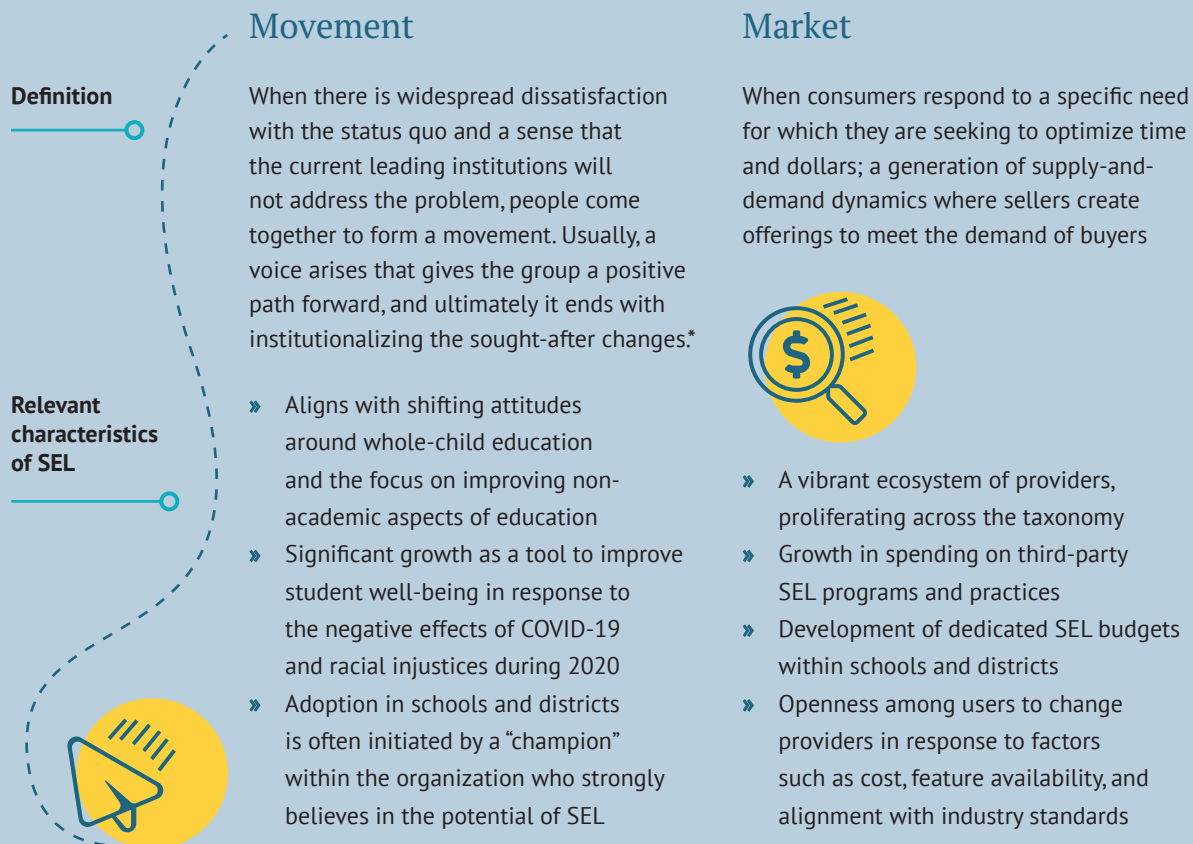 Movement
Market
Definition
When there is widespread dissatisfaction
with the status quo and a sense that
the current leading institutions will
not address the problem, people come
together to form a movement. Usually, a
voice arises that gives the group a positive
path forward, and ultimately it ends with
institutionalizing the sought-after changes.*
When consumers respond to a specific need
for which they are seeking to optimize time
and dollars; a generation of supply-and-
demand dynamics where sellers create
offerings to meet the demand of buyers
$
Relevant
characteristics
of SEL
» Aligns with shifting attitudes
around whole-child education
and the focus on improving non-
academic aspects of education
» Significant growth as a tool to improve
student well-being in response to
the negative effects of COVID-19
and racial injustices during 2020
» Adoption in schools and districts
is often initiated by a “champion”
within the organization who strongly
believes in the potential of SEL
» A vibrant ecosystem of providers,
proliferating across the taxonomy
» Growth in spending on third-party
SEL programs and practices
» Development of dedicated SEL budgets
within schools and districts
» Openness among users to change
providers in response to factors
such as cost, feature availability, and
alignment with industry standards